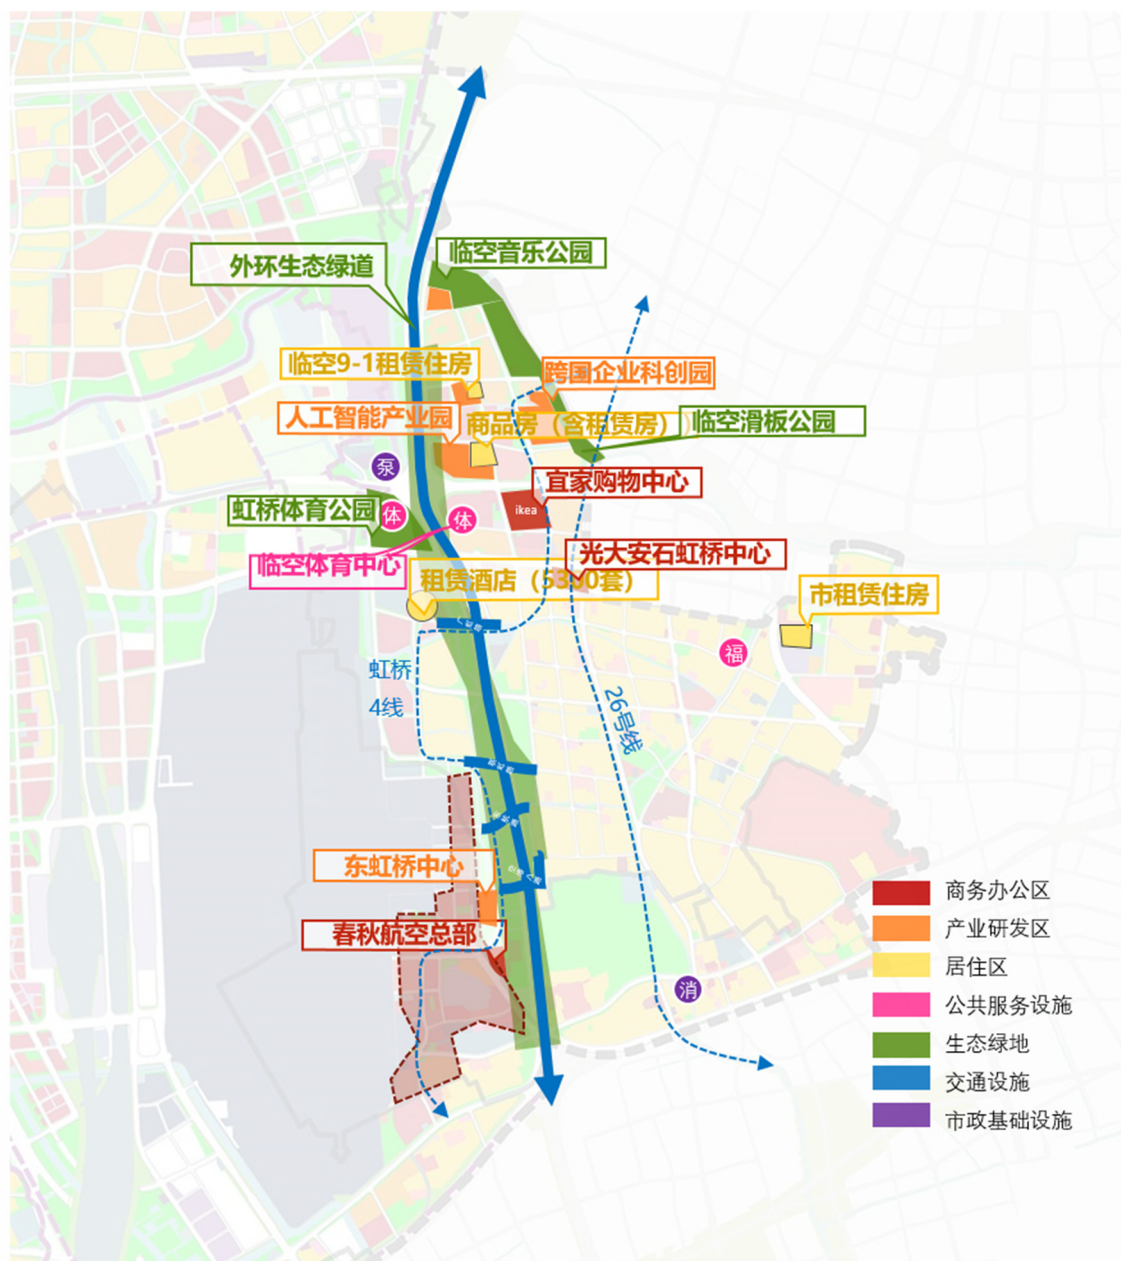 临空音乐公园
外环生态绿道
临空9-1租赁住房
跨国企业科创园
人工智能产业园
商品房（含租赁房）
临空滑板公园
泵
宜家购物中心
ikea
虹桥体育公园
体
体
光大安石虹桥中心
临空体育中心
租赁酒店（5300套）
市租赁住房
福
虹桥
4线
26号线
东虹桥中心
春秋航空总部
消
商务办公区
产业研发区
居住区
公共服务设施
生态绿地
交通设施
市政基础设施